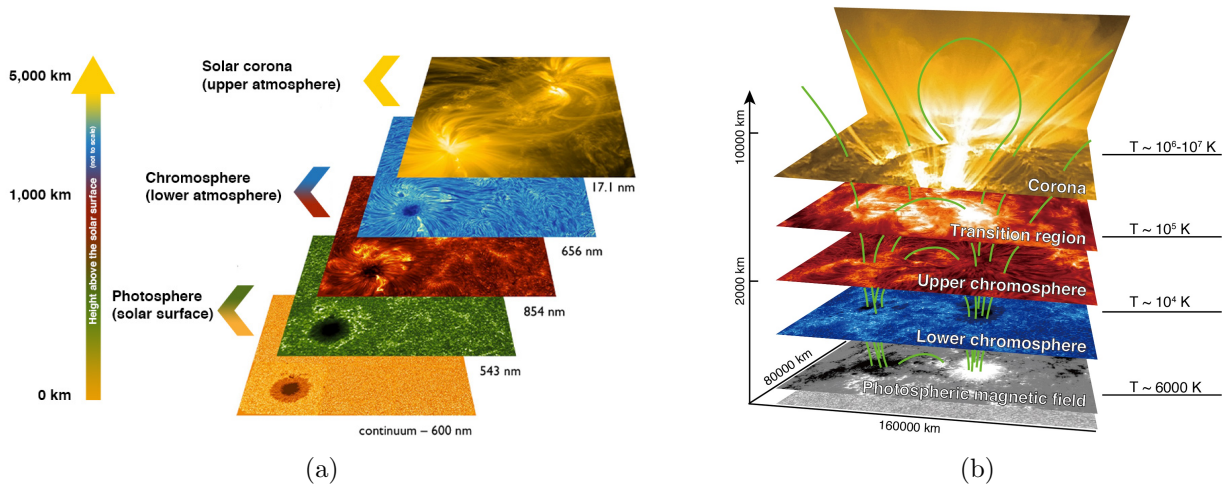 5,000 km
1,000 km
0 km
Height above the solar surface (not to scale)
Solar corona
(upper atmosphere)
Chromosphere
(lower atmosphere)
Photosphere
(solar surface)
17.1 nm
656 nm
854 nm
543 nm
continuum – 600 nm
(a)
10000 km
2000 km
80000 km
160000 km
Corona
Transition region
Upper chromosphere
Lower chromosphere
Photospheric magnetic field
T ~ 10⁶-10⁷ K
T ~ 10⁵ K
T ~ 10⁴ K
T ~ 6000 K
(b)